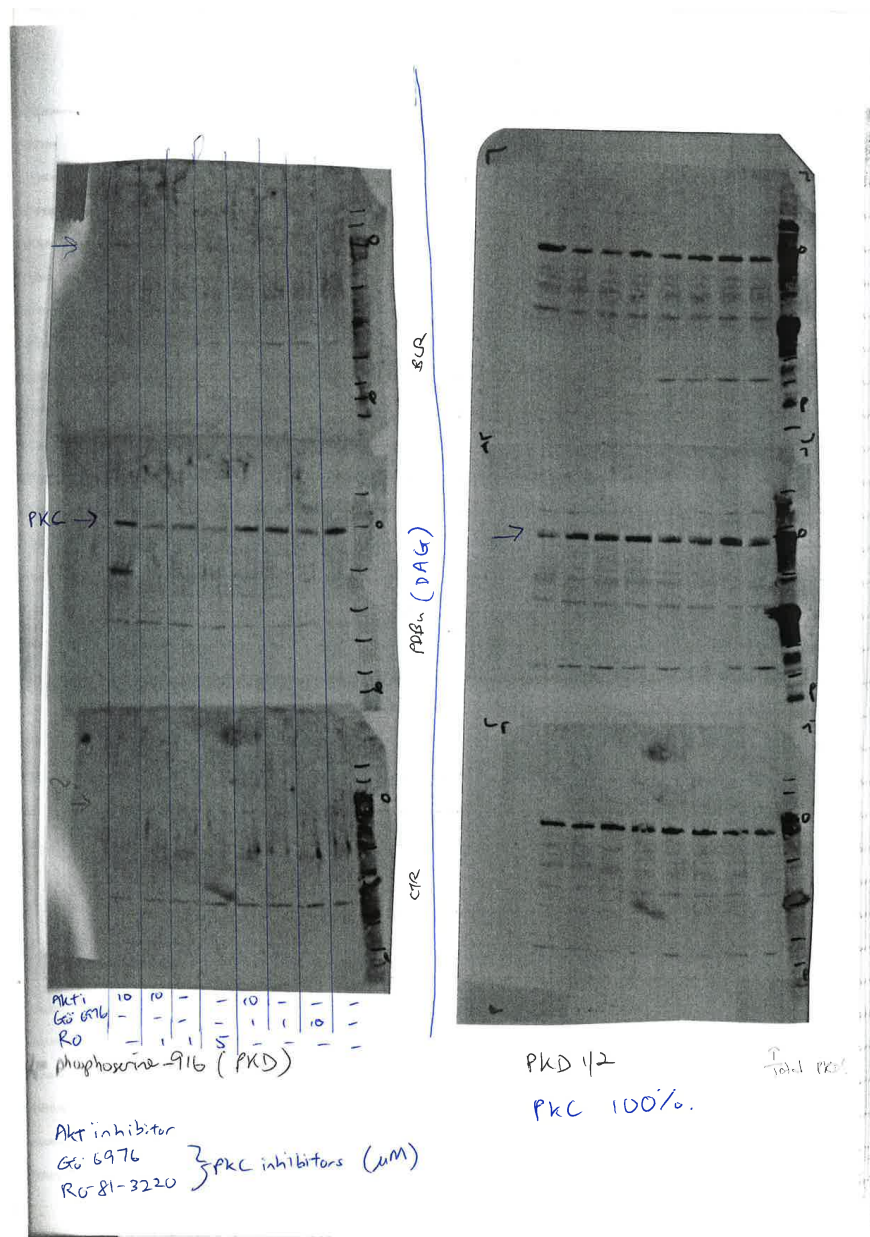 BCR
PKC →
→
PDBu (DAG)
CTR
Akti 10 10 - - 10 - - -
Gö 6976 - - - - 1 1 10 -
Ro - 1 1 5 - - - -
phosphoserine-916 (PKD)
PKD 1/2
Total PKD
PKC 100%.
Akt inhibitor
Gö 6976
Ro-81-3220
} PKC inhibitors (µM)